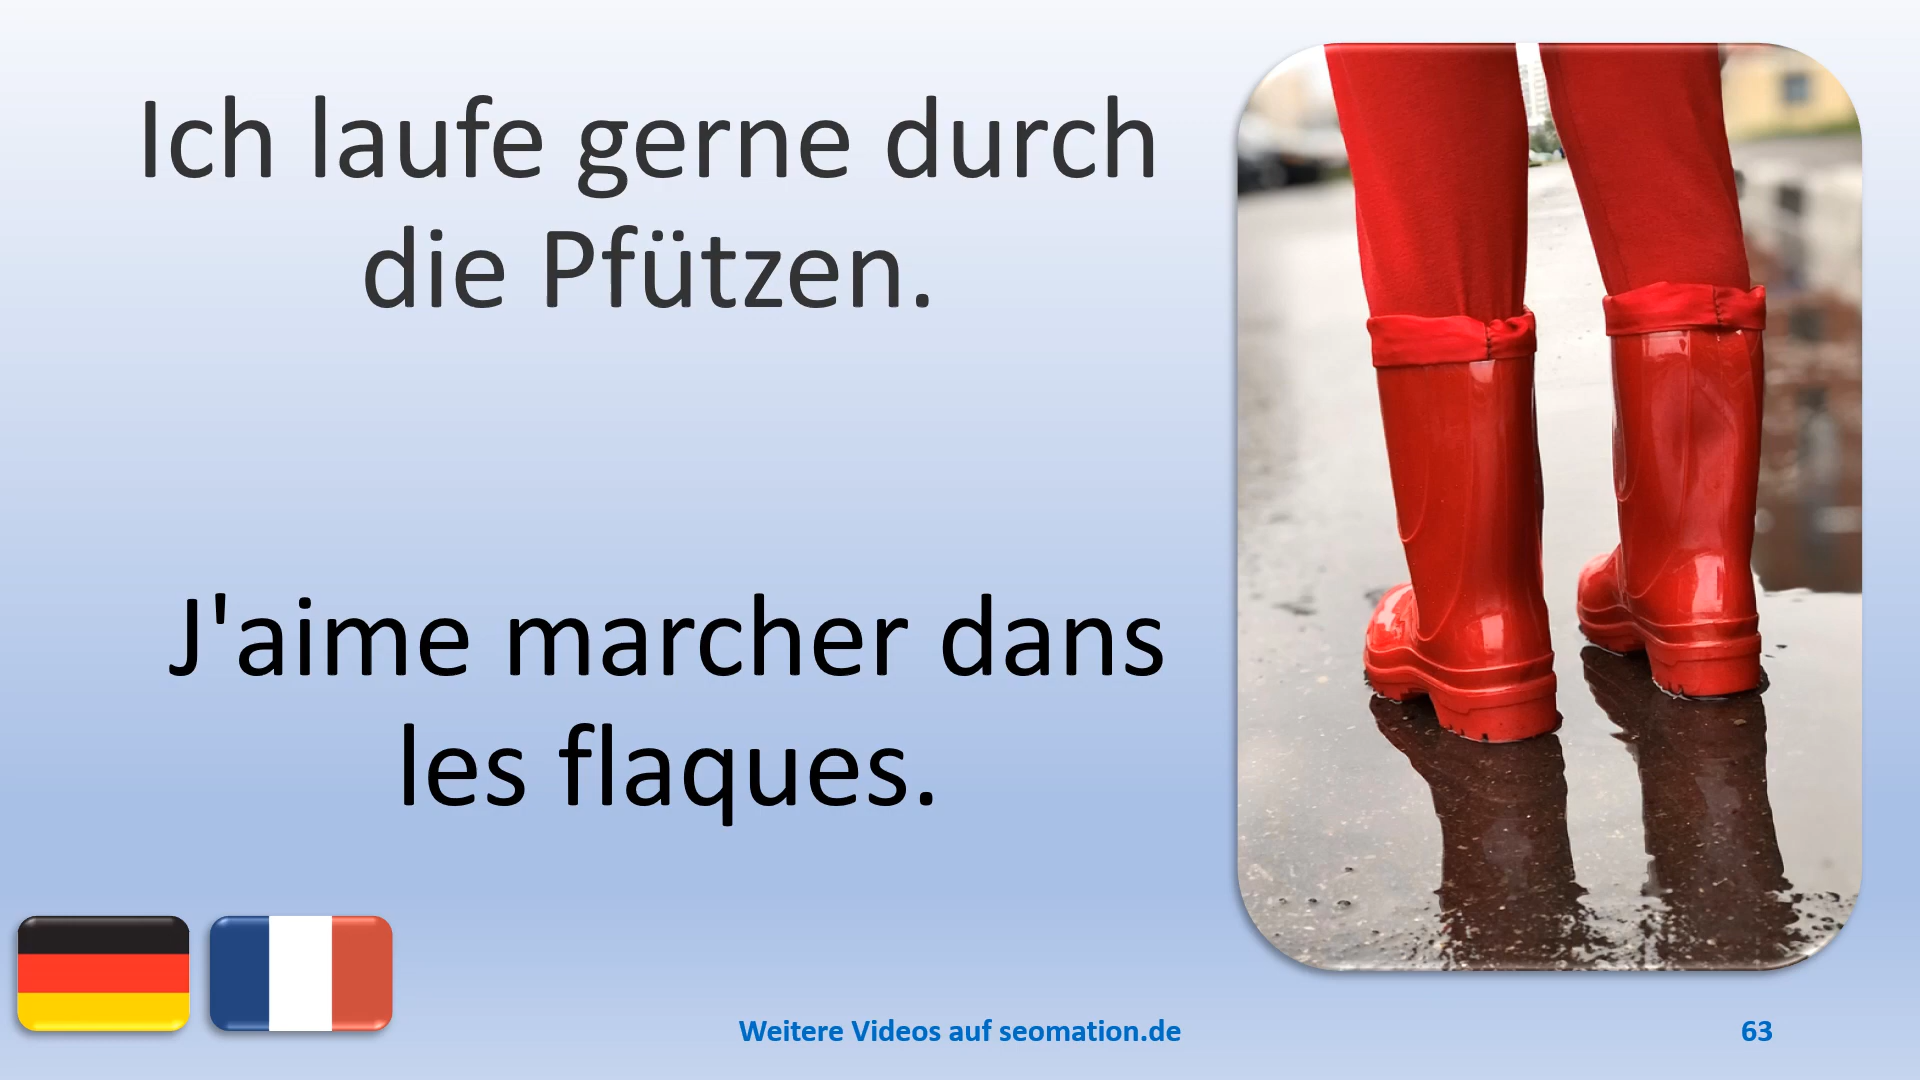 Ich laufe gerne durch
die Pfützen.
J'aime marcher dans
les flaques.
Weitere Videos auf seomation.de
63